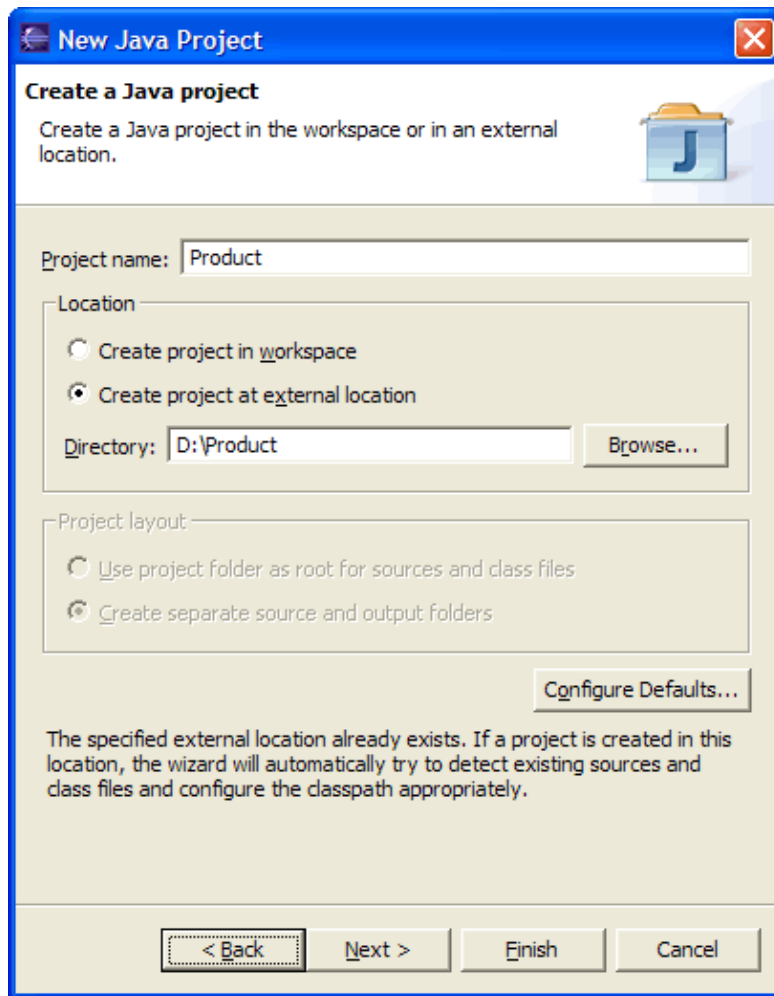 New Java Project
Create a Java project
Create a Java project in the workspace or in an external
location.
J
Project name: Product
Location
Create project in workspace
Create project at external location
Directory: D:\Product Browse...
Project layout
Use project folder as root for sources and class files
Create separate source and output folders
Configure Defaults...
The specified external location already exists. If a project is created in this
location, the wizard will automatically try to detect existing sources and
class files and configure the classpath appropriately.
< Back Next > Finish Cancel